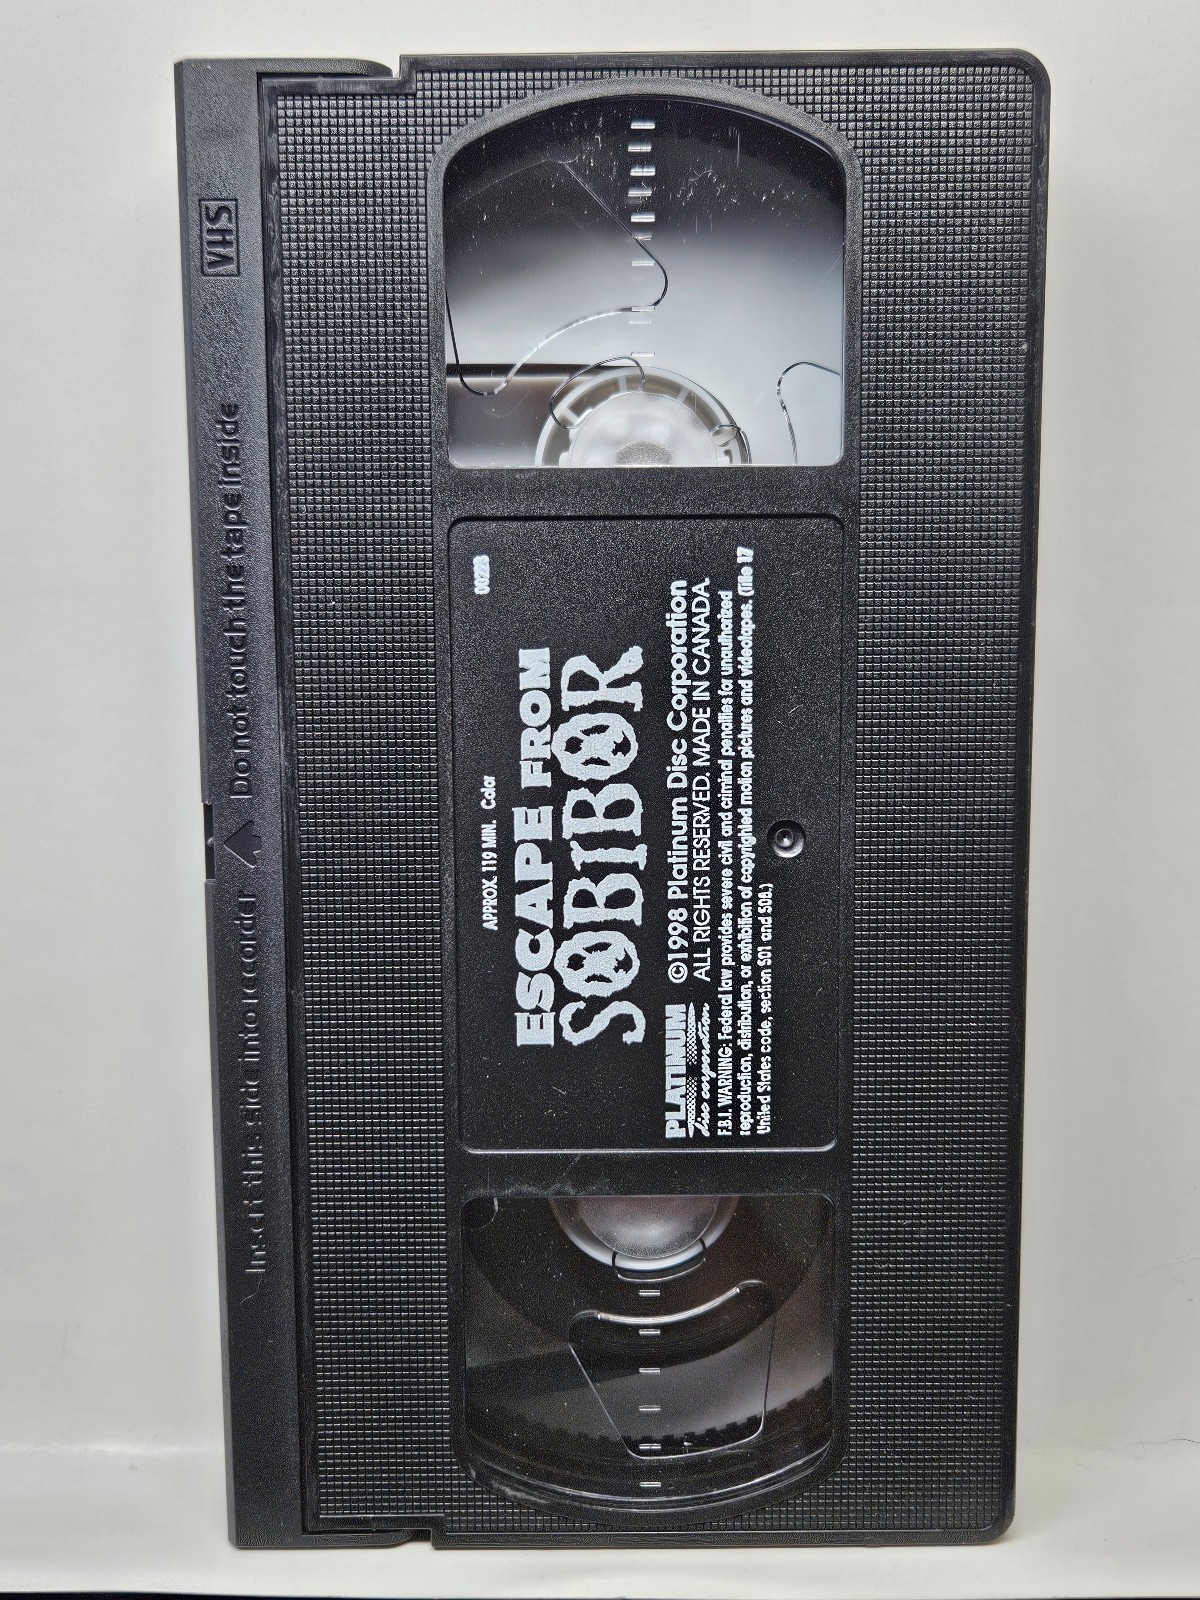 VHS
Insert this side into recorder Do not touch the tape inside
00223
APPROX. 119 MIN. Color
ESCAPE FROM
SOBIBOR
PLATINUM
disc corporation
©1998 Platinum Disc Corporation
ALL RIGHTS RESERVED. MADE IN CANADA.
F.B.I. WARNING: Federal law provides severe civil and criminal penalties for unauthorized
reproduction, distribution, or exhibition of copyrighted motion pictures and videotapes. (Title 17
United States code, section 501 and 508.)